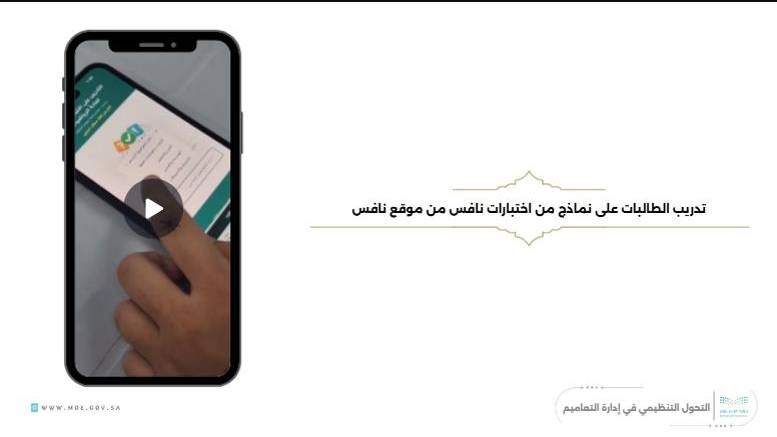 تدريب الطالبات على نماذج من اختبارات نافس من موقع نافس
WWW.MOE.GOV.SA
التحول التنظيمي في إدارة التعاميم